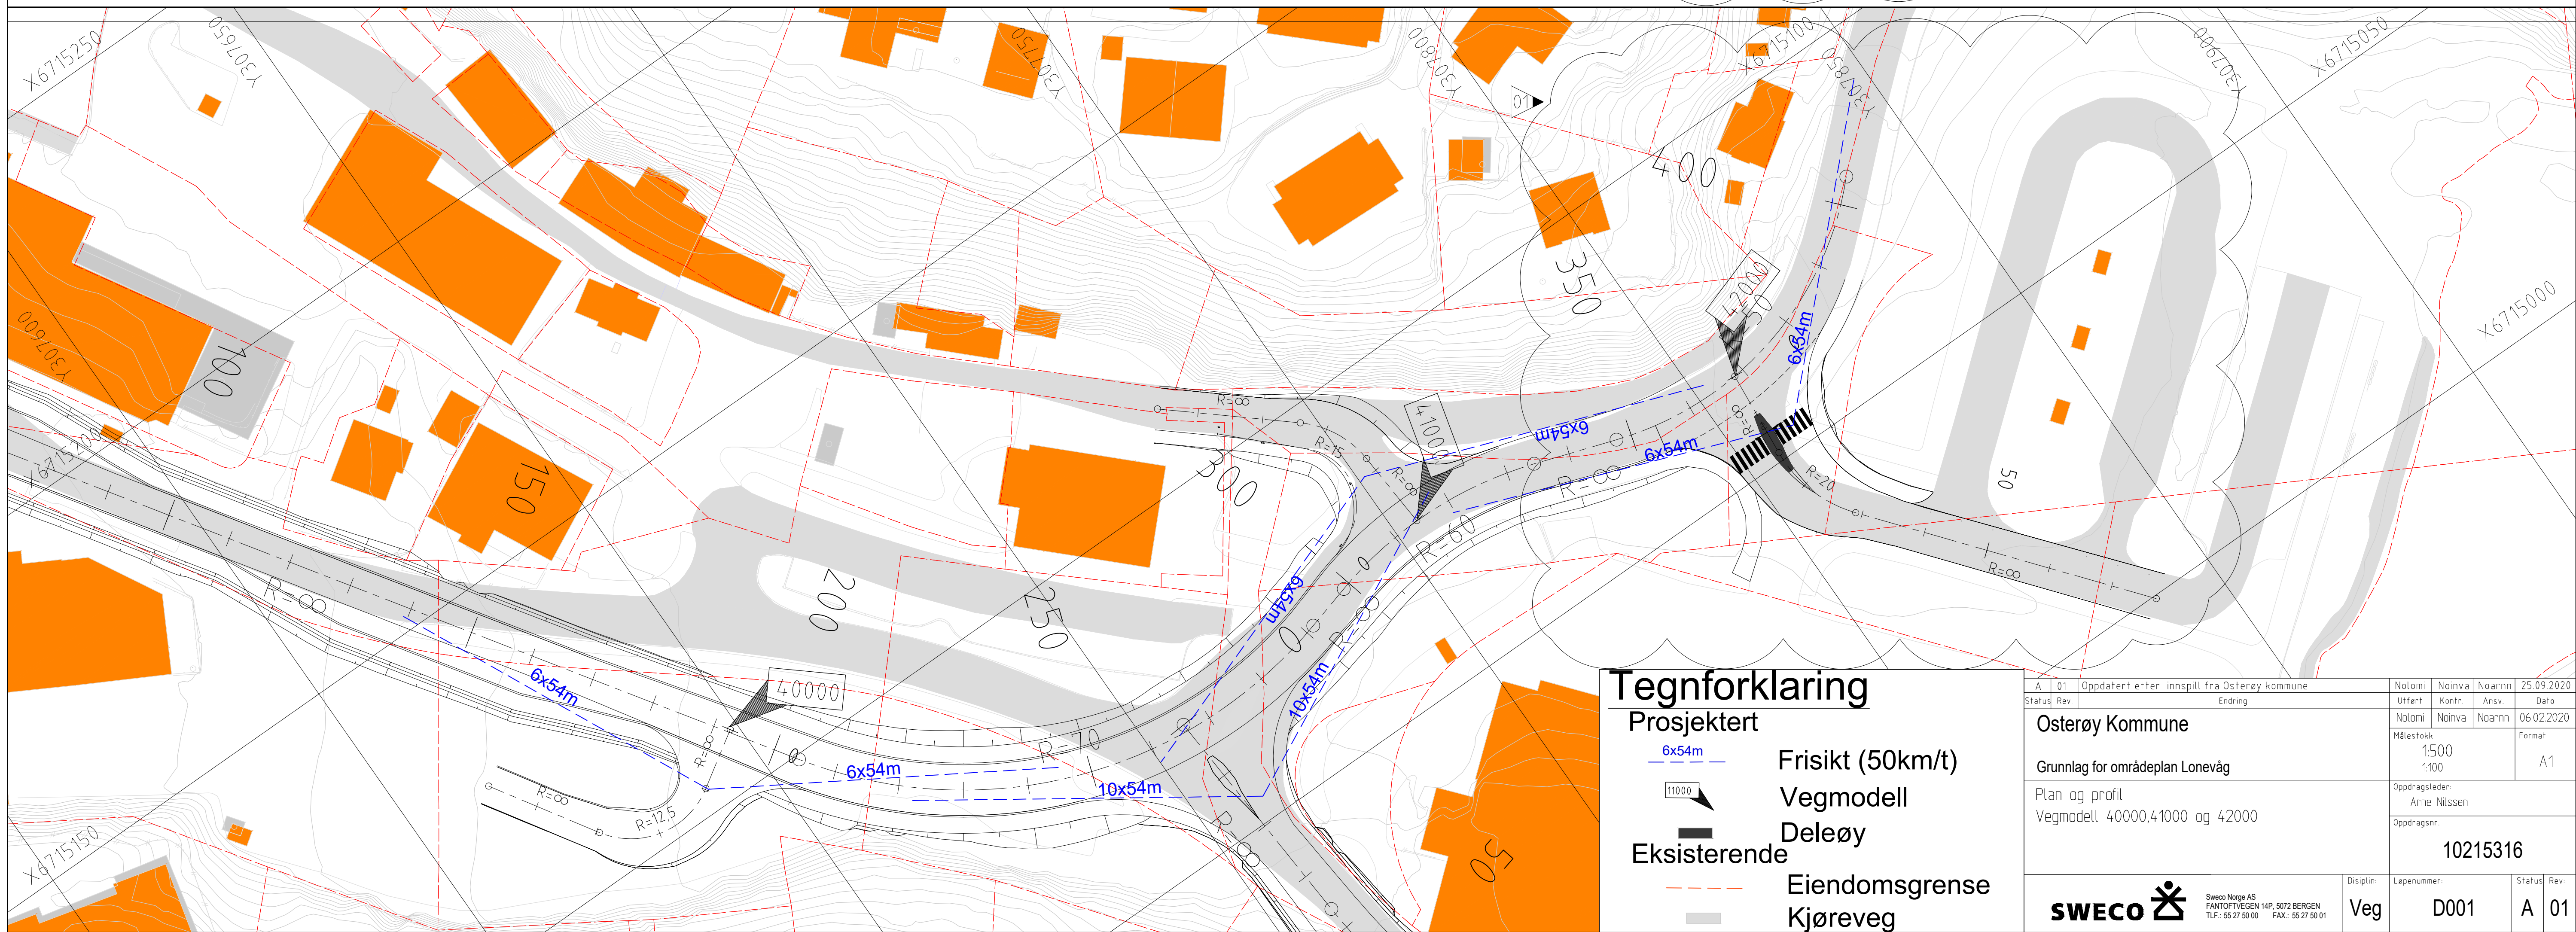 X6715250
Y307650
Y307750
Y307800
X6715100
Y307850
Y307900
X6715050
01
400
350
42000
6x54m
X6715000
Y307600
100
R=∞
41000
R=15
R=∞
6x54m
6x54m
R=∞
R=20
50
X6715200
150
300
R=∞
R=60
R=∞
R=∞
200
250
6x54m
R=∞
6x54m
40000
R=∞
R=70
10x54m
6x54m
10x54m
R=∞
R=12,5
X6715150
50
Tegnforklaring
Prosjektert
6x54m
Frisikt (50km/t)
11000
Vegmodell
Deleøy
Eksisterende
Eiendomsgrense
Kjøreveg
A 01 Oppdatert etter innspill fra Osterøy kommune Nolomi Noinva Noarnn 25.09.2020
Status Rev. Endring Utført Kontr. Ansv. Dato
Nolomi Noinva Noarnn 06.02.2020
Osterøy Kommune
Grunnlag for områdeplan Lonevåg
Målestokk
1:500
1:100
Format
A1
Plan og profil
Vegmodell 40000,41000 og 42000
Oppdragsleder:
Arne Nilssen
Oppdragsnr.
10215316
SWECO
Sweco Norge AS
FANTOFTVEGEN 14P, 5072 BERGEN
TLF.: 55 27 50 00 FAX.: 55 27 50 01
Disiplin:
Veg
Løpenummer:
D001
Status
A
Rev:
01